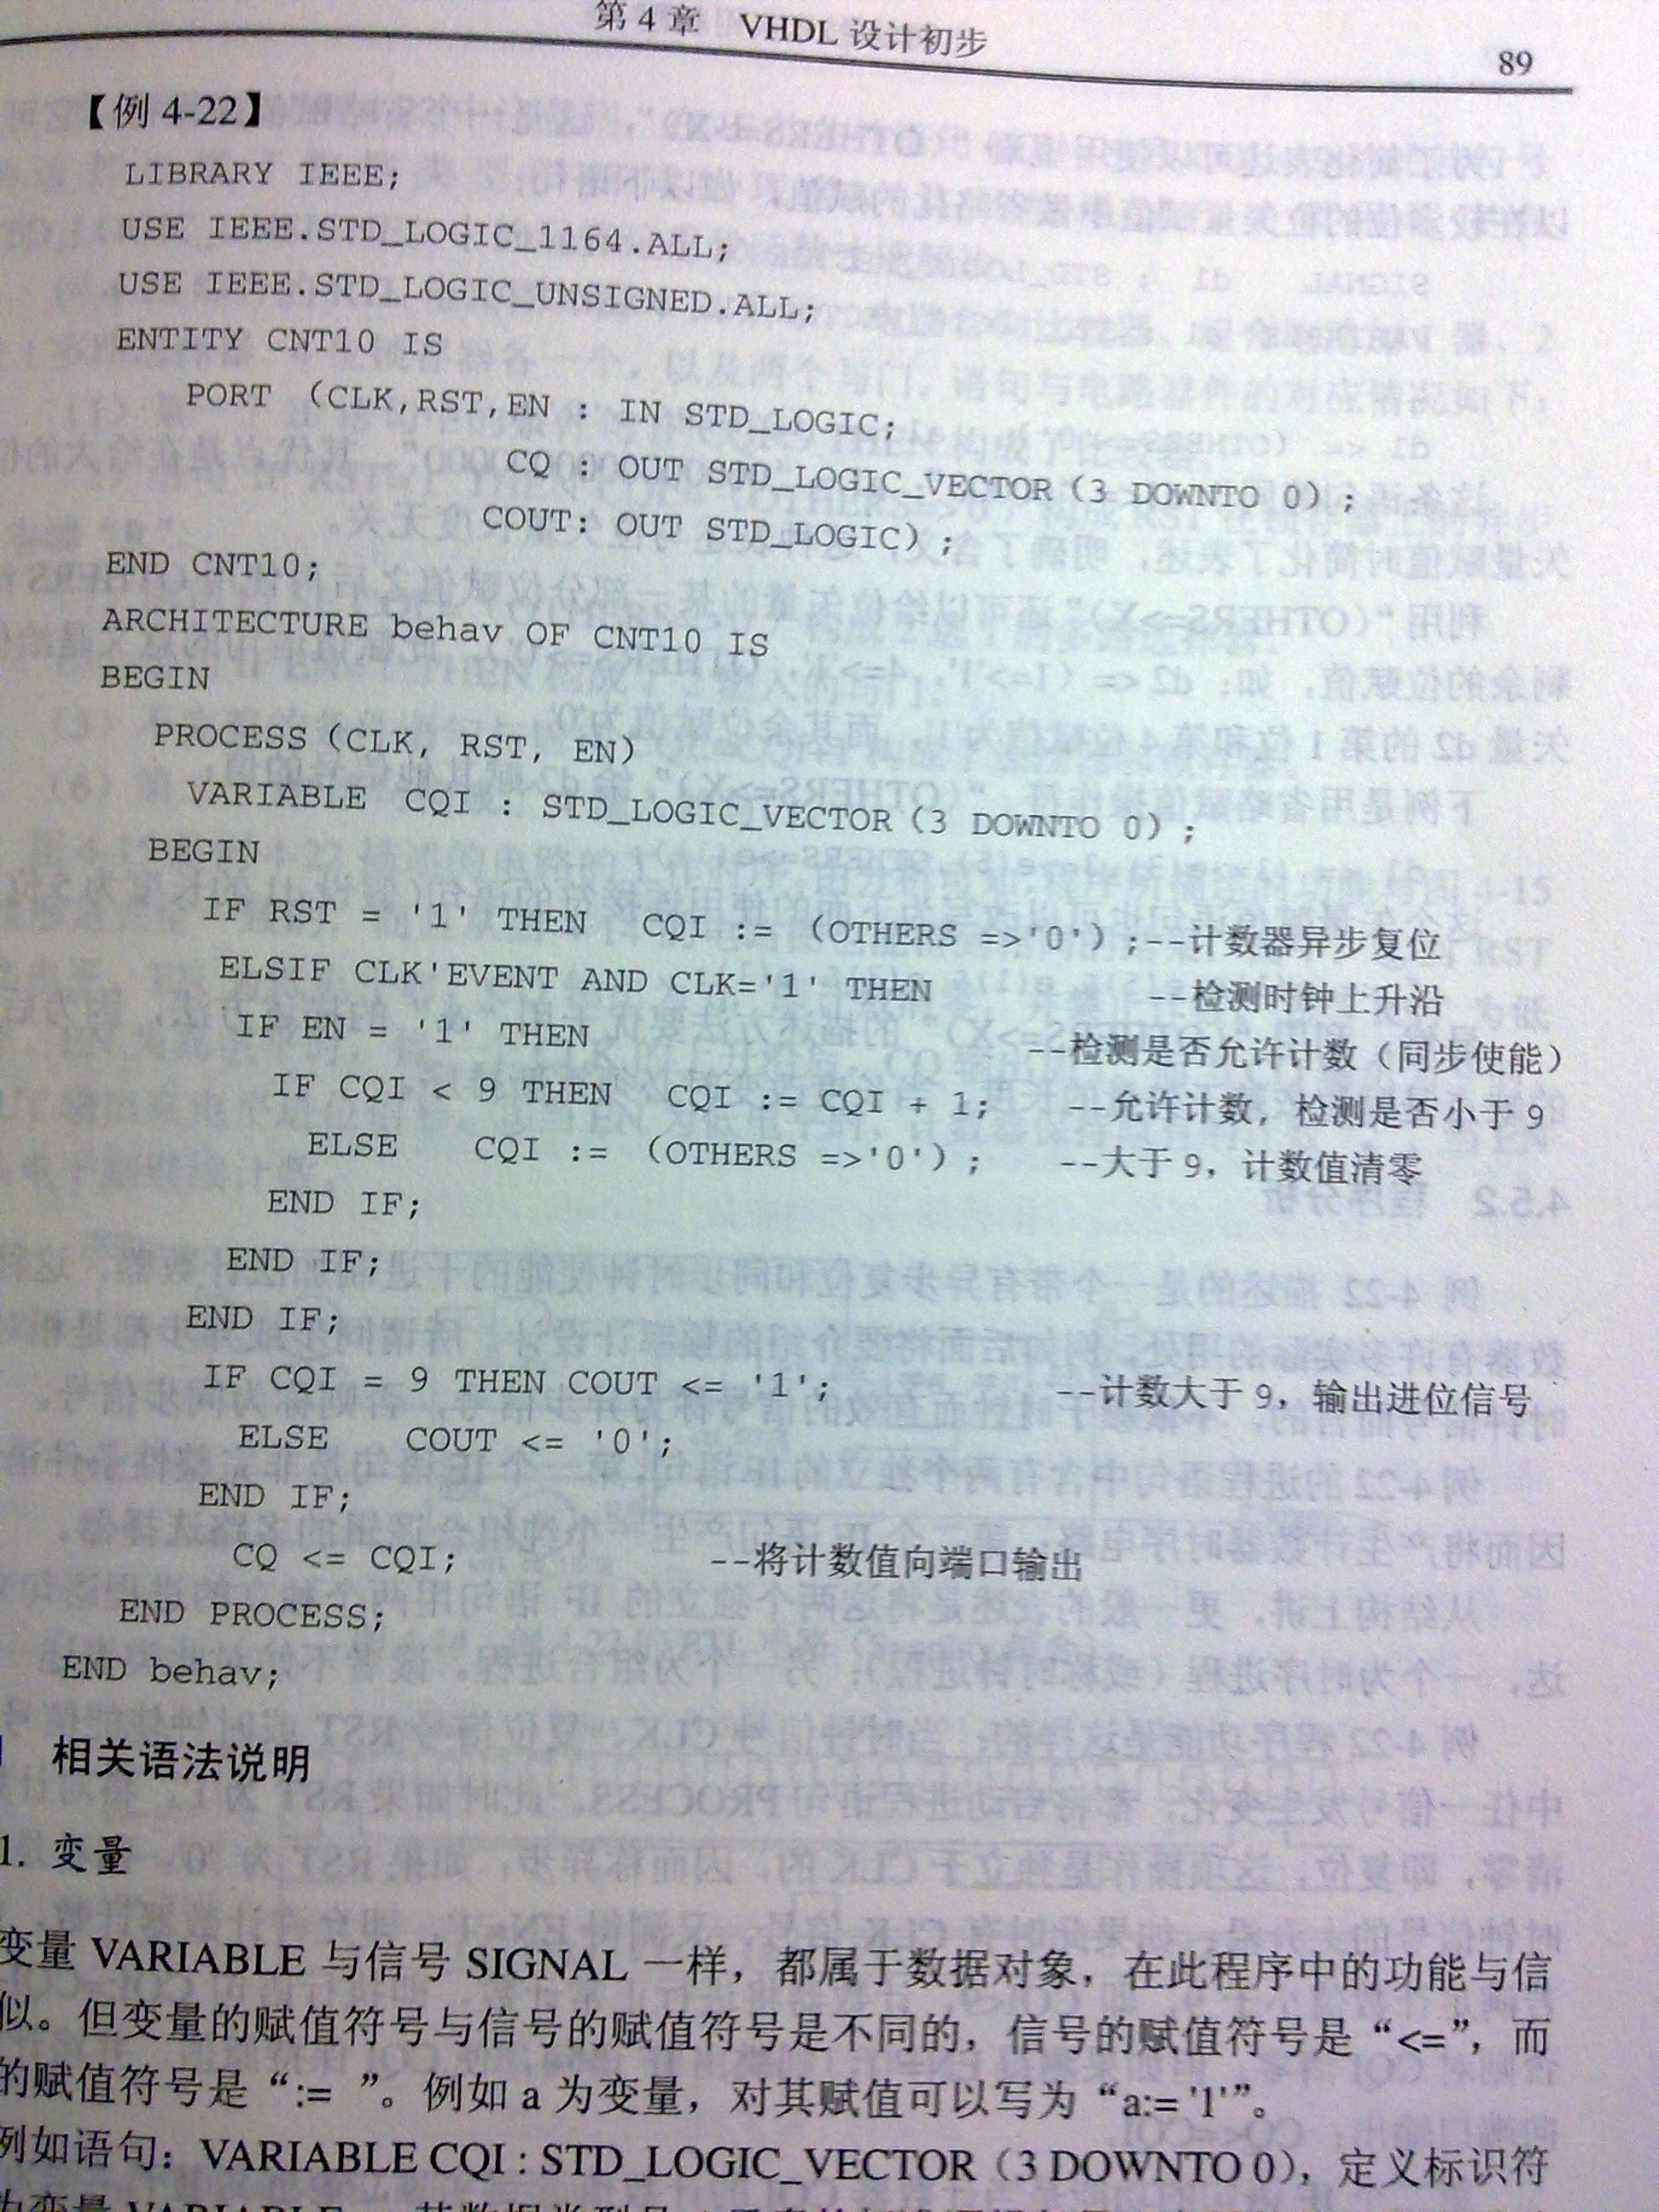 第 4 章 VHDL 设计初步
89
【例 4-22】
LIBRARY IEEE;
USE IEEE.STD_LOGIC_1164.ALL;
USE IEEE.STD_LOGIC_UNSIGNED.ALL;
ENTITY CNT10 IS
PORT (CLK,RST,EN : IN STD_LOGIC;
CQ : OUT STD_LOGIC_VECTOR(3 DOWNTO 0);
COUT: OUT STD_LOGIC);
END CNT10;
ARCHITECTURE behav OF CNT10 IS
BEGIN
PROCESS(CLK, RST, EN)
VARIABLE CQI : STD_LOGIC_VECTOR(3 DOWNTO 0);
BEGIN
IF RST = '1' THEN CQI := (OTHERS =>'0');--计数器异步复位
ELSIF CLK'EVENT AND CLK='1' THEN --检测时钟上升沿
IF EN = '1' THEN --检测是否允许计数（同步使能）
IF CQI < 9 THEN CQI := CQI + 1; --允许计数，检测是否小于 9
ELSE CQI := (OTHERS =>'0'); --大于 9，计数值清零
END IF;
END IF;
END IF;
IF CQI = 9 THEN COUT <= '1'; --计数大于 9，输出进位信号
ELSE COUT <= '0';
END IF;
CQ <= CQI; --将计数值向端口输出
END PROCESS;
END behav;
相关语法说明
1. 变量
变量 VARIABLE 与信号 SIGNAL 一样，都属于数据对象，在此程序中的功能与信
似。但变量的赋值符号与信号的赋值符号是不同的，信号的赋值符号是“<=”，而
的赋值符号是“:= ”。例如 a 为变量，对其赋值可以写为“a:= '1'”。
例如语句：VARIABLE CQI : STD_LOGIC_VECTOR（3 DOWNTO 0），定义标识符